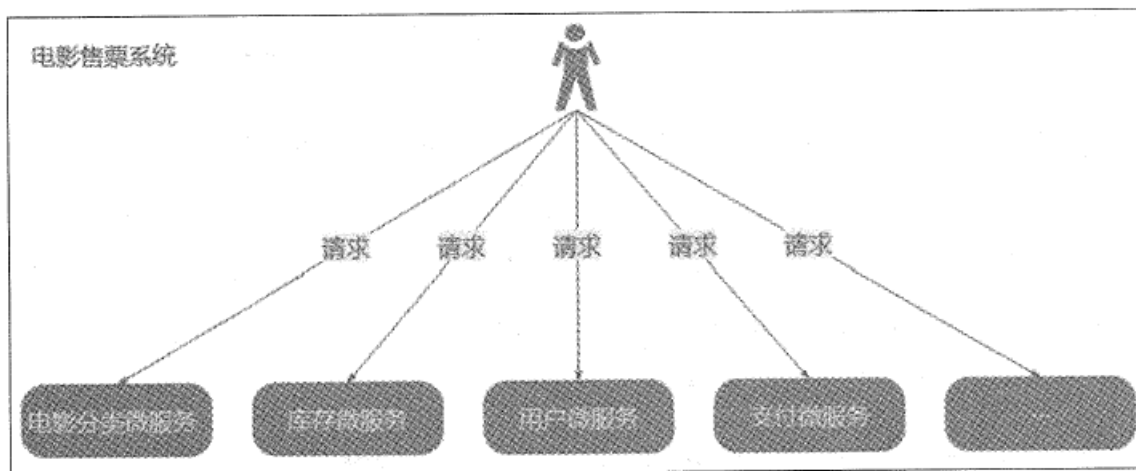 电影售票系统
请求 请求 请求 请求 请求
电影分类微服务 库存微服务 用户微服务 支付微服务 ...